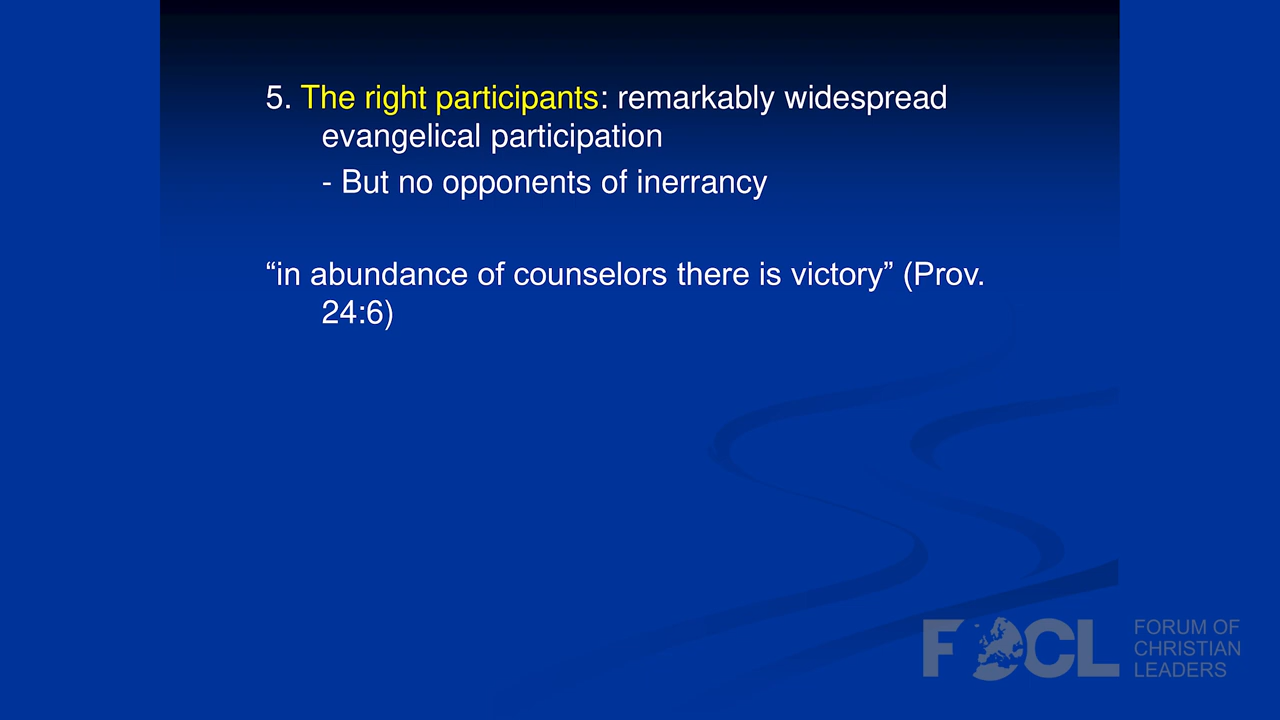 5. The right participants: remarkably widespread
evangelical participation
- But no opponents of inerrancy
“in abundance of counselors there is victory” (Prov.
24:6)
FOCL
FORUM OF
CHRISTIAN
LEADERS